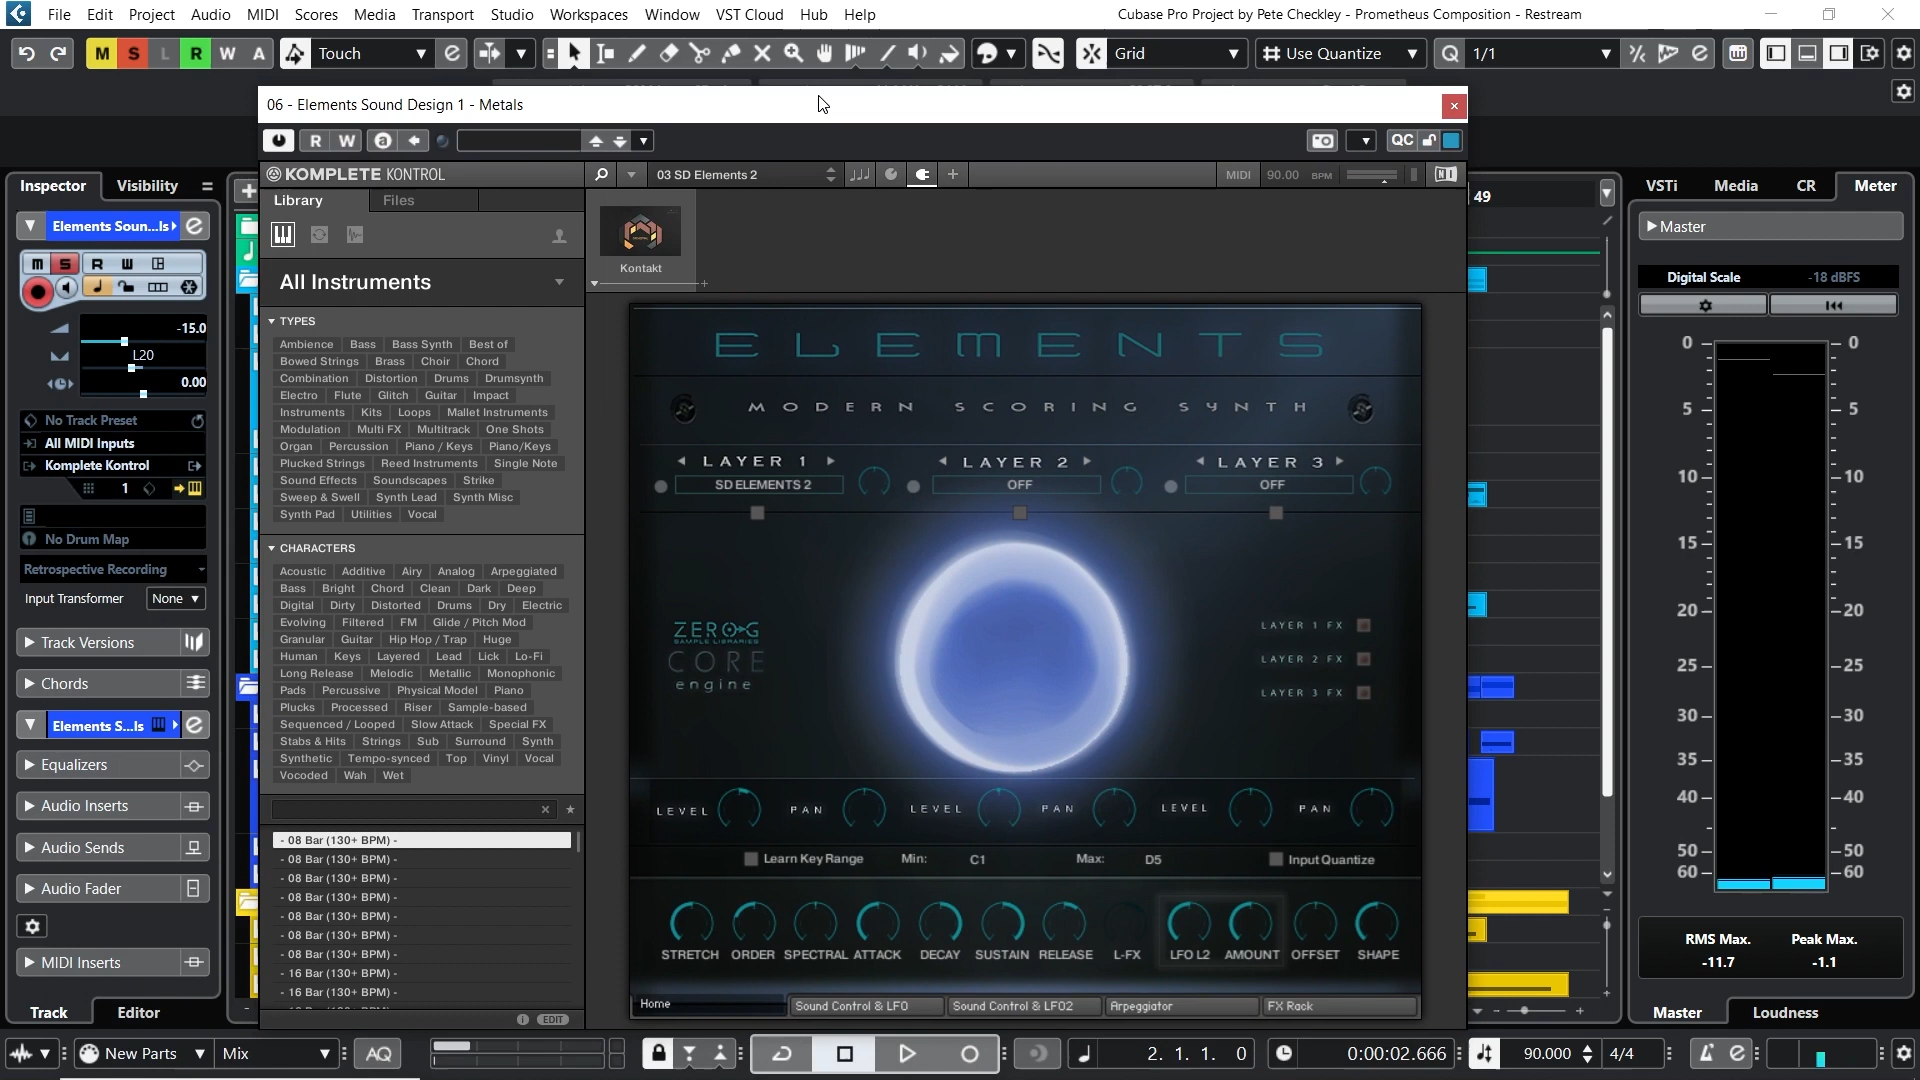 File Edit Project Audio MIDI Scores Media Transport Studio Workspaces Window VST Cloud Hub Help
Cubase Pro Project by Pete Checkley - Prometheus Composition - Restream
M S L R W A Touch Grid Use Quantize Q 1/1
06 - Elements Sound Design 1 - Metals
R W QC
KOMPLETE KONTROL
03 SD Elements 2
MIDI 90.00 BPM
Inspector Visibility
Library Files
49
VSTi Media CR Meter
Elements Soun...ls
Master
Kontakt
All Instruments
m S R W
Digital Scale -18 dBFS
TYPES
Ambience Bass Bass Synth Best of
Bowed Strings Brass Choir Chord
Combination Distortion Drums Drumsynth
Electro Flute Glitch Guitar Impact
Instruments Kits Loops Mallet Instruments
Modulation Multi FX Multitrack One Shots
Organ Percussion Piano / Keys Piano/Keys
Plucked Strings Reed Instruments Single Note
Sound Effects Soundscapes Strike
Sweep & Swell Synth Lead Synth Misc
Synth Pad Utilities Vocal
CHARACTERS
Acoustic Additive Airy Analog Arpeggiated
Bass Bright Chord Clean Dark Deep
Digital Dirty Distorted Drums Dry Electric
Evolving Filtered FM Glide / Pitch Mod
Granular Guitar Hip Hop / Trap Huge
Human Keys Layered Lead Lick Lo-Fi
Long Release Melodic Metallic Monophonic
Pads Percussive Physical Model Piano
Plucks Processed Riser Sample-based
Sequenced / Looped Slow Attack Special FX
Stabs & Hits Strings Sub Surround Synth
Synthetic Tempo-synced Top Vinyl Vocal
Vocoded Wah Wet
- 08 Bar (130+ BPM) -
- 08 Bar (130+ BPM) -
- 08 Bar (130+ BPM) -
- 08 Bar (130+ BPM) -
- 08 Bar (130+ BPM) -
- 08 Bar (130+ BPM) -
- 08 Bar (130+ BPM) -
- 16 Bar (130+ BPM) -
- 16 Bar (130+ BPM) -
EDIT
-15.0
L20
0.00
No Track Preset
All MIDI Inputs
Komplete Kontrol
1
No Drum Map
Retrospective Recording
Input Transformer None
Track Versions
Chords
Elements S...ls
Equalizers
Audio Inserts
Audio Sends
Audio Fader
MIDI Inserts
Track Editor
ELEMENTS
MODERN SCORING SYNTH
LAYER 1 LAYER 2 LAYER 3
SD ELEMENTS 2 OFF OFF
ZERO-G
SAMPLE LIBRARIES
CORE
engine
LAYER 1 FX
LAYER 2 FX
LAYER 3 FX
LEVEL PAN LEVEL PAN LEVEL PAN
Learn Key Range Min: C1 Max: D5 Input Quantize
STRETCH ORDER SPECTRAL ATTACK DECAY SUSTAIN RELEASE L-FX LFO L2 AMOUNT OFFSET SHAPE
Home Sound Control & LFO Sound Control & LFO2 Arpeggiator FX Rack
0 0
5 5
10 10
15 15
20 20
25 25
30 30
35 35
40 40
50 50
60 60
RMS Max. Peak Max.
-11.7 -1.1
Master Loudness
New Parts Mix AQ
2. 1. 1. 0
0:00:02.666
90.000 4/4